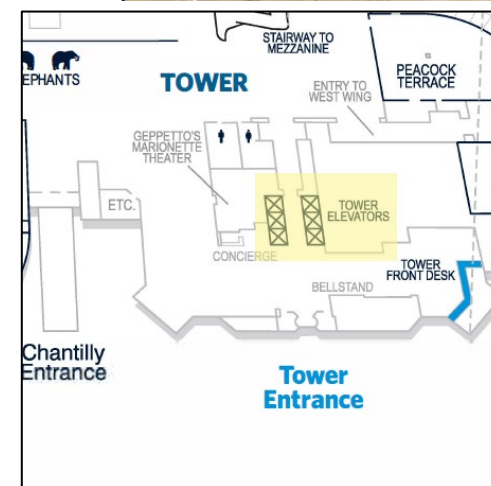 STAIRWAY TO
MEZZANINE
EPHANTS
TOWER
PEACOCK
TERRACE
ENTRY TO
WEST WING
GEPPETTO'S
MARIONETTE
THEATER
ETC.
TOWER
ELEVATORS
CONCIERGE
TOWER
FRONT DESK
BELLSTAND
Chantilly
Entrance
Tower
Entrance